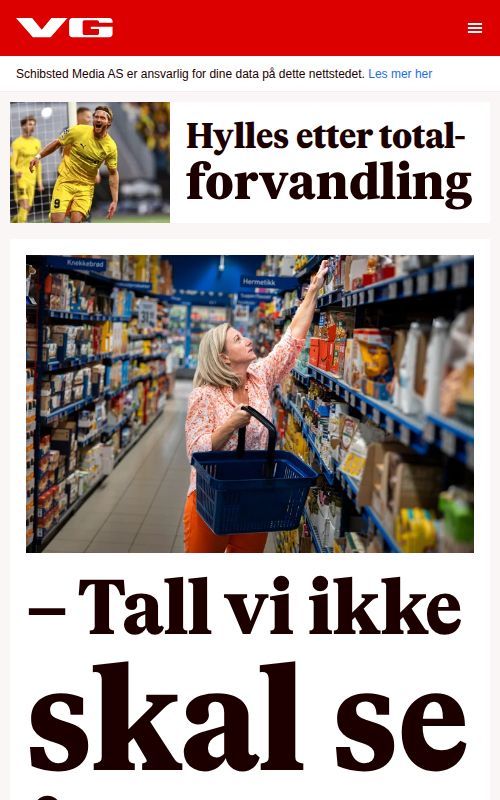 VG
Schibsted Media AS er ansvarlig for dine data på dette nettstedet. Les mer her
9
Hylles etter total-
forvandling
Knekkebrød
Hermetikk
– Tall vi ikke
skal se